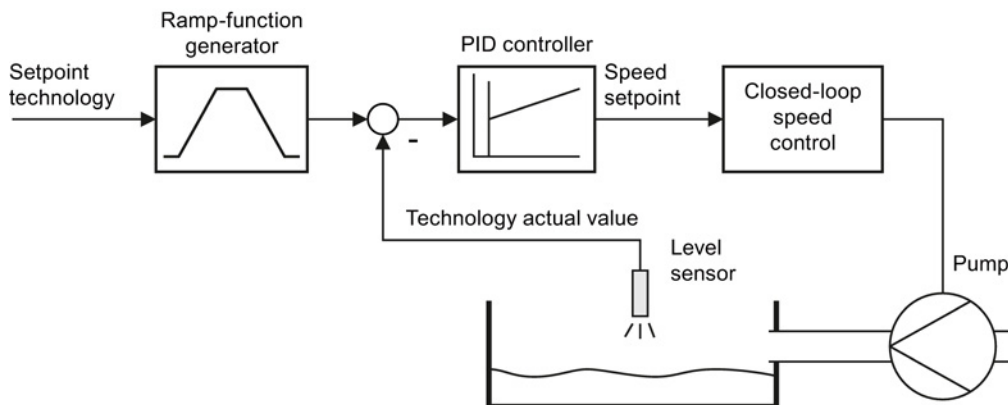 Ramp-function
generator
PID controller
Setpoint
technology
Speed
setpoint
Closed-loop
speed
control
-
Technology actual value
Level
sensor
Pump